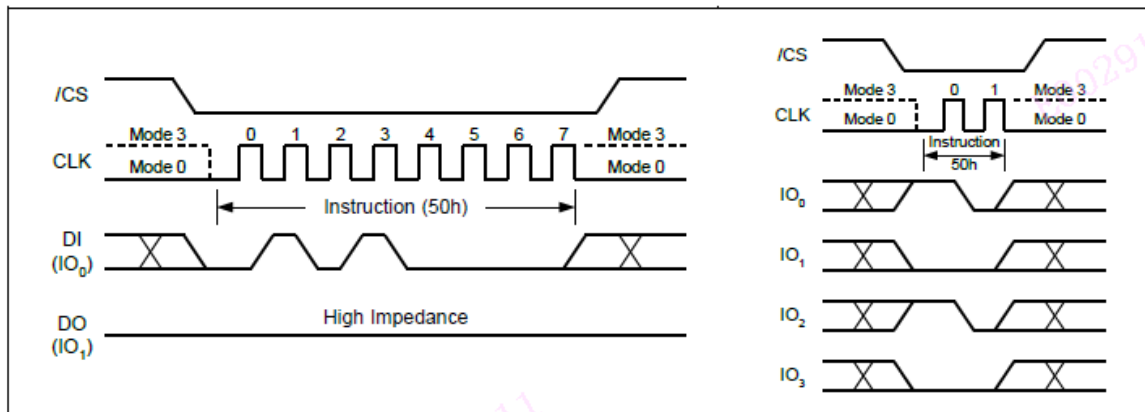 /CS
Mode 3
0 1 2 3 4 5 6 7
Mode 3
CLK
Mode 0
Mode 0
Instruction (50h)
DI
(IO0)
High Impedance
DO
(IO1)
/CS
Mode 3
0 1
Mode 3
CLK
Mode 0
Mode 0
Instruction
50h
IO0
IO1
IO2
IO3